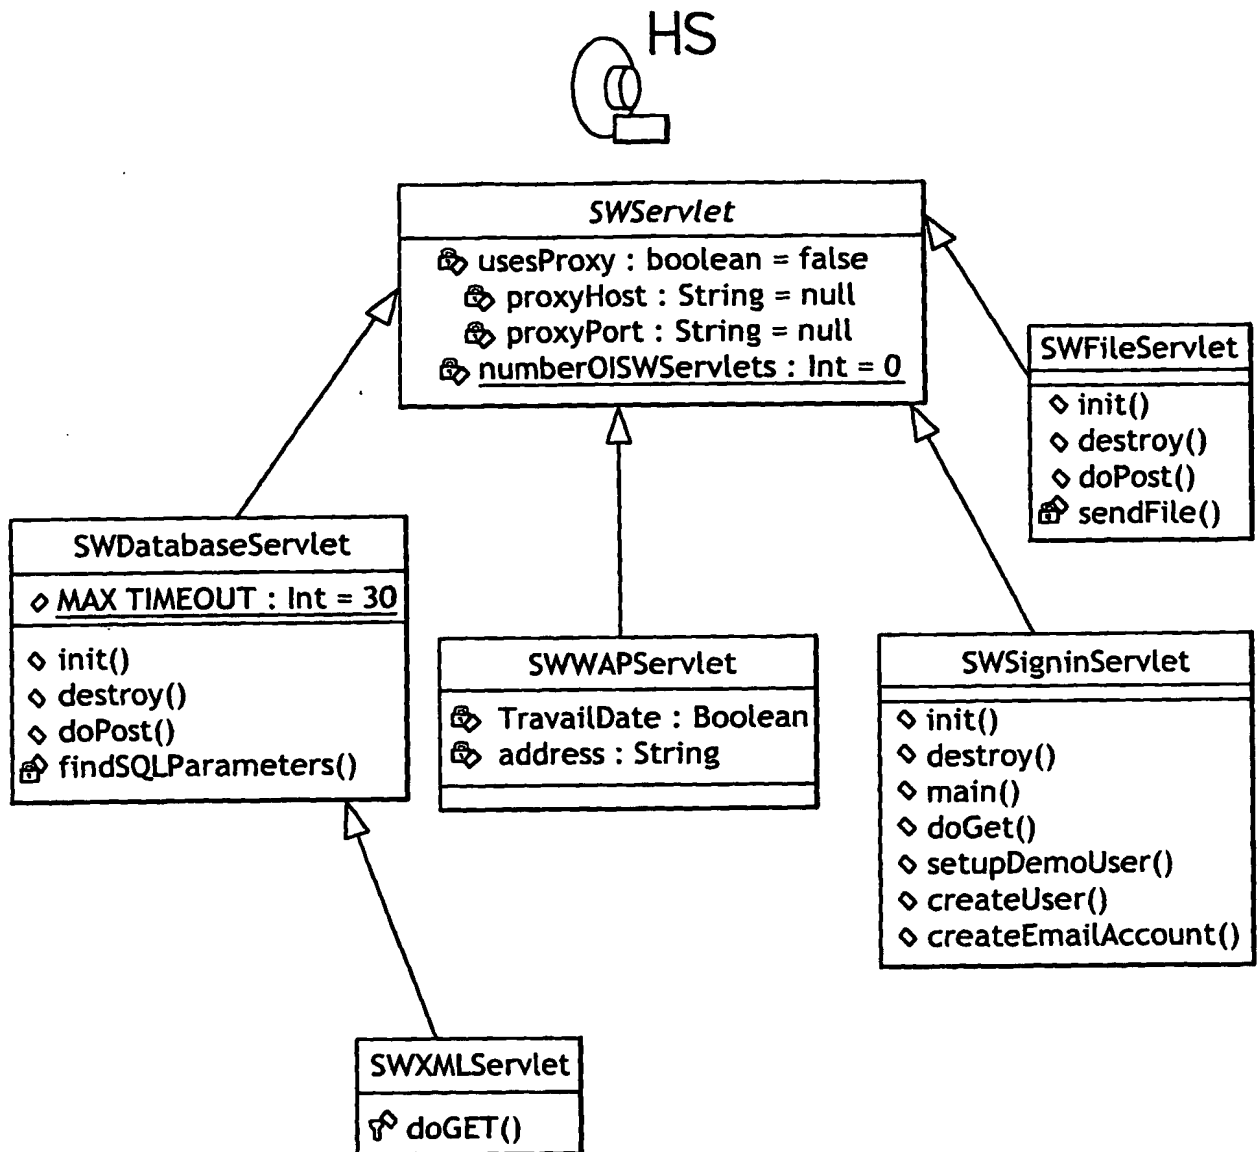 HS
SWServlet
usesProxy : boolean = false
proxyHost : String = null
proxyPort : String = null
numberOISWServlets : Int = 0
SWFileServlet
init()
destroy()
doPost()
sendFile()
SWDatabaseServlet
MAX TIMEOUT : Int = 30
init()
destroy()
doPost()
findSQLParameters()
SWWAPServlet
TravailDate : Boolean
address : String
SWSigninServlet
init()
destroy()
main()
doGet()
setupDemoUser()
createUser()
createEmailAccount()
SWXMLServlet
doGET()